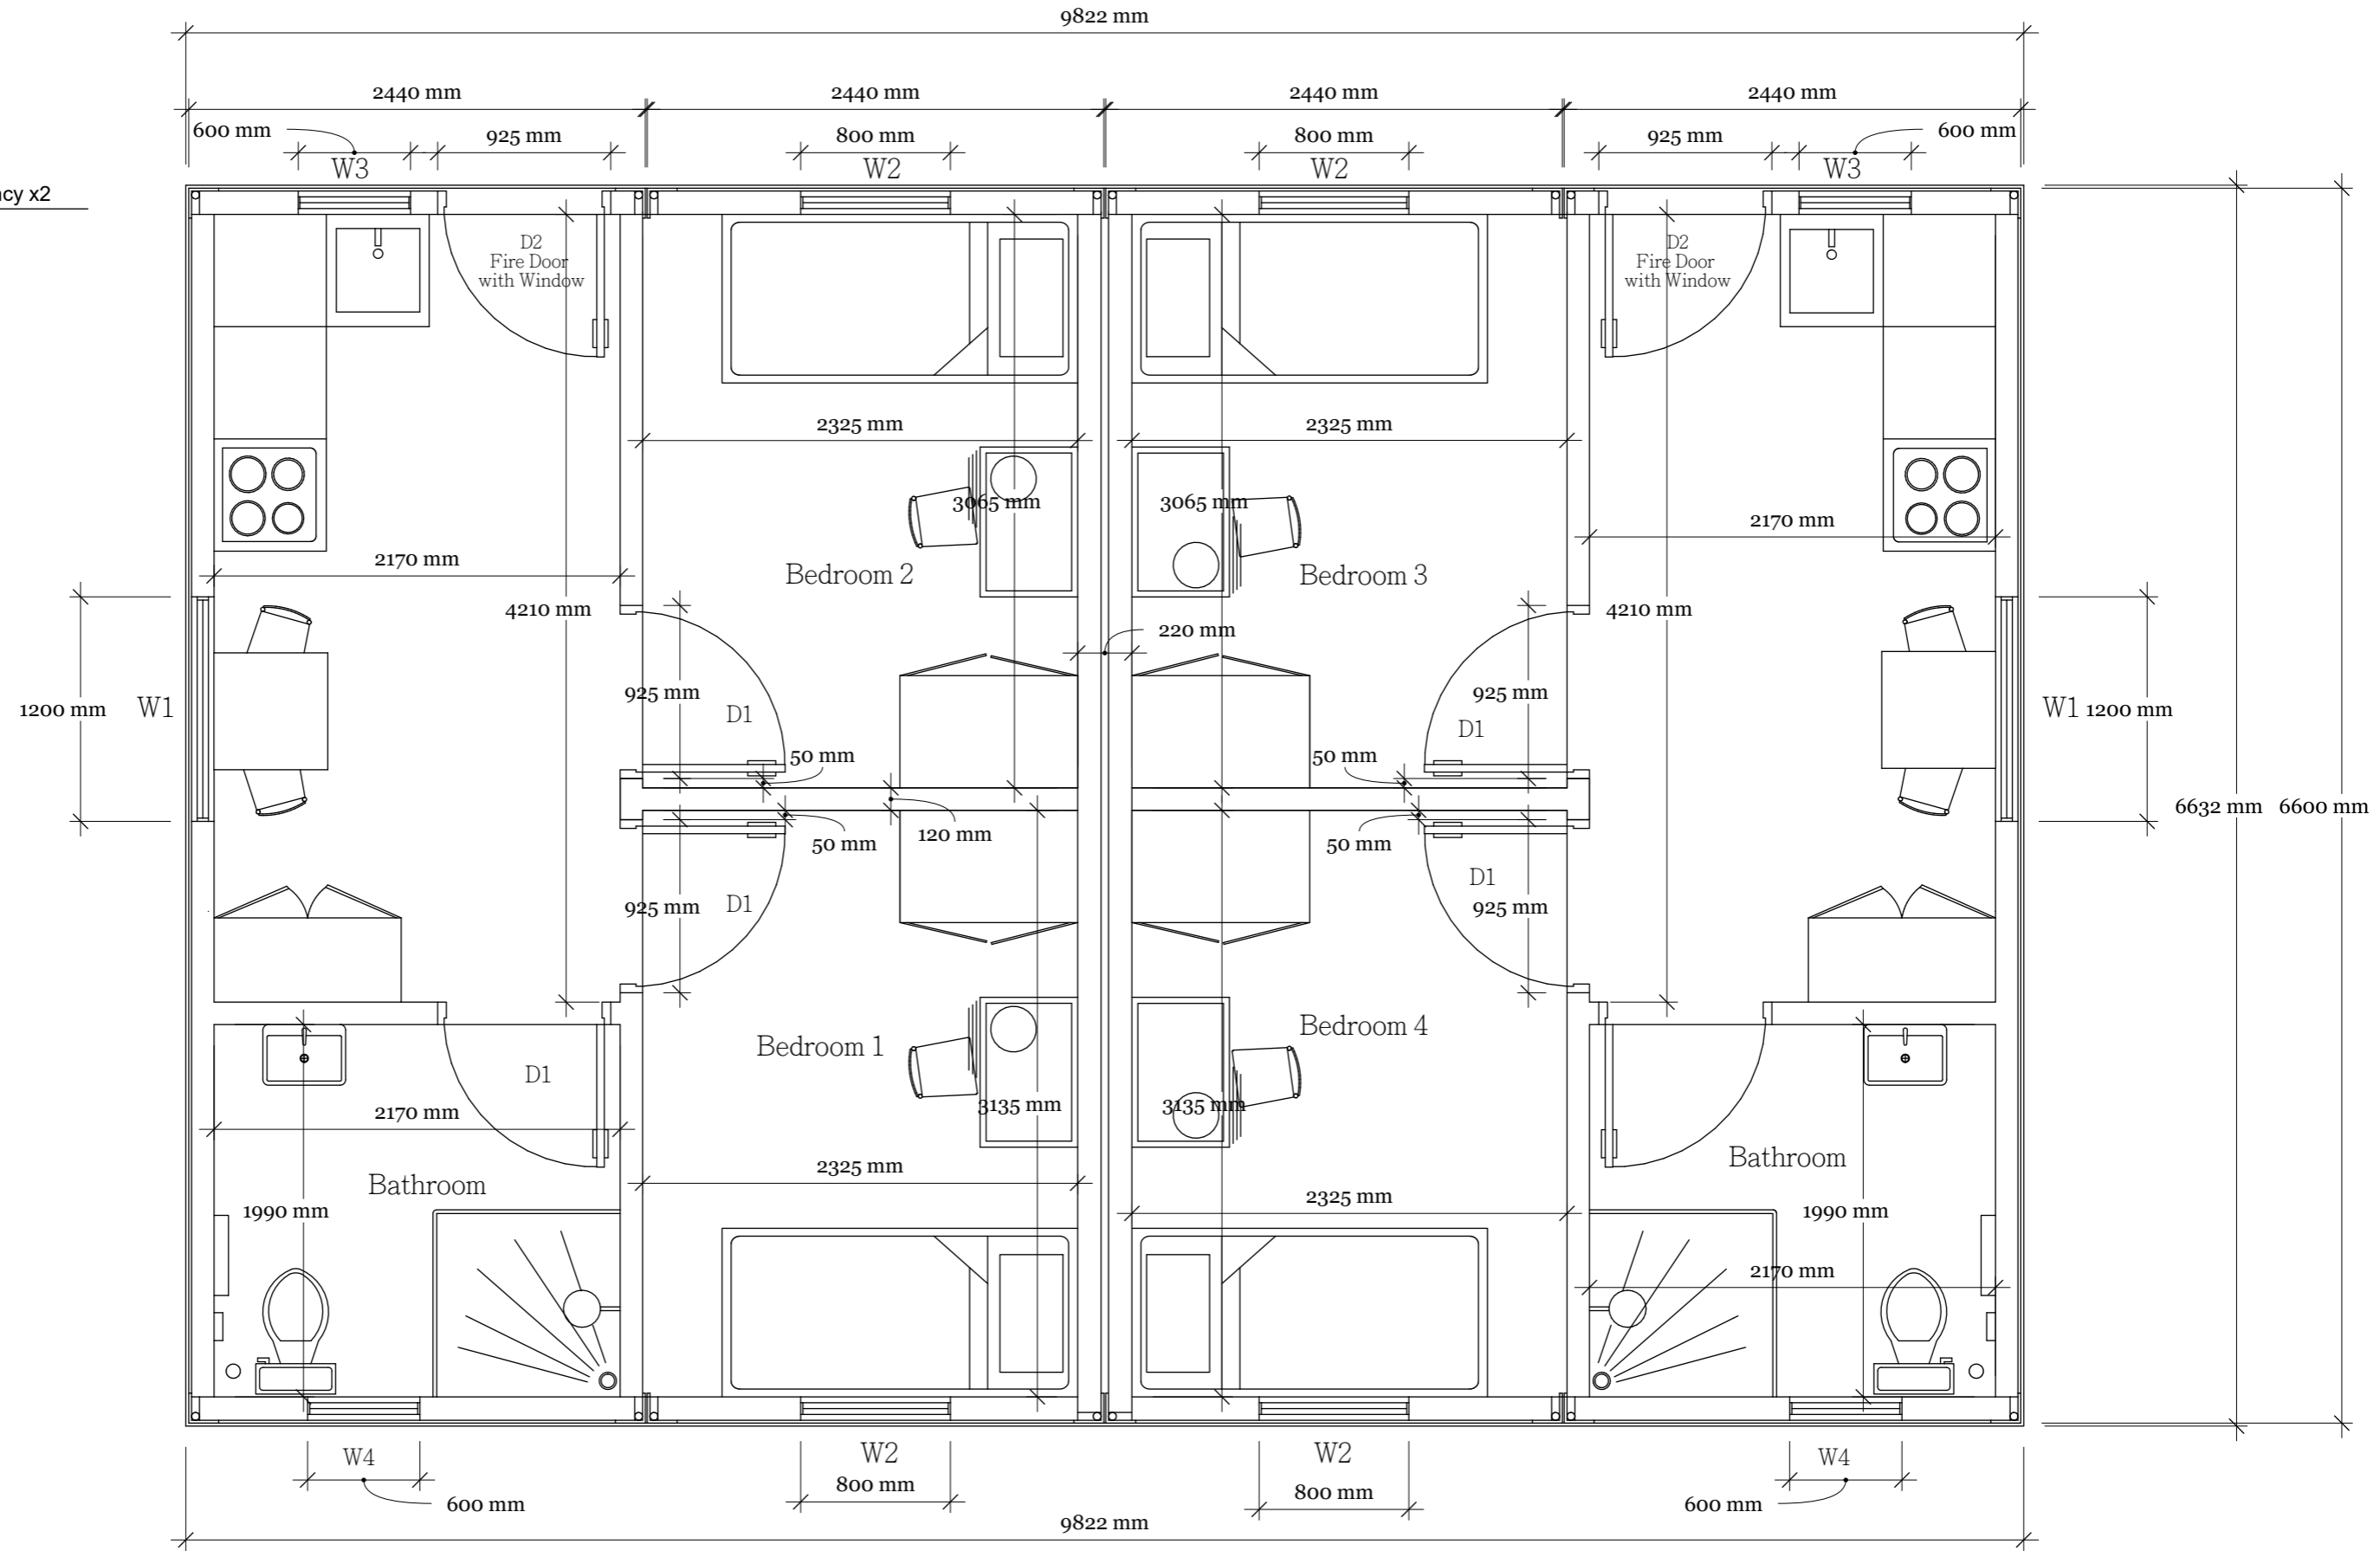 9822 mm
2440 mm
2440 mm
2440 mm
2440 mm
600 mm
925 mm
800 mm
800 mm
925 mm
600 mm
W3
W2
W2
W3
ncy x2
D2
Fire Door
with Window
D2
Fire Door
with Window
2325 mm
2325 mm
3065 mm
3065 mm
2170 mm
2170 mm
Bedroom 2
Bedroom 3
4210 mm
4210 mm
220 mm
925 mm
925 mm
1200 mm
W1
D1
D1
W1
1200 mm
50 mm
50 mm
6632 mm
6600 mm
120 mm
50 mm
50 mm
D1
D1
925 mm
925 mm
Bedroom 1
Bedroom 4
D1
2170 mm
3135 mm
3135 mm
Bathroom
Bathroom
2325 mm
2325 mm
1990 mm
1990 mm
2170 mm
W4
W2
W2
W4
800 mm
800 mm
600 mm
600 mm
9822 mm